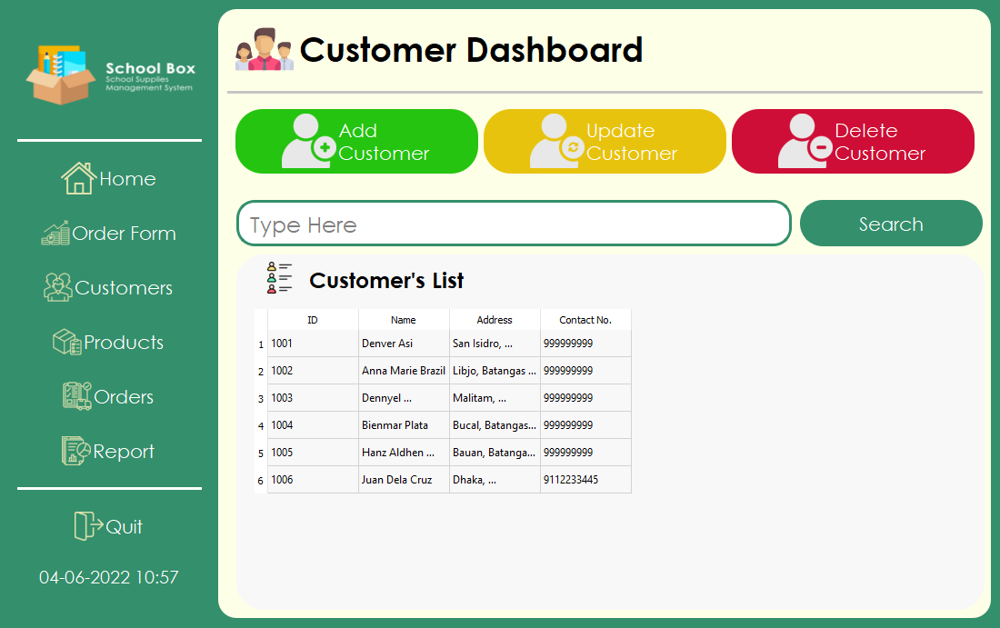 School Box
School Supplies
Management System
Home
Order Form
Customers
Products
Orders
Report
Quit
04-06-2022 10:57
Customer Dashboard
Add
Customer
Update
Customer
Delete
Customer
Type Here
Search
Customer's List
ID Name Address Contact No.
1 1001 Denver Asi San Isidro, ... 999999999
2 1002 Anna Marie Brazil Libjo, Batangas ... 999999999
3 1003 Dennyel ... Malitam, ... 999999999
4 1004 Bienmar Plata Bucal, Batangas... 999999999
5 1005 Hanz Aldhen ... Bauan, Batanga... 999999999
6 1006 Juan Dela Cruz Dhaka, ... 9112233445